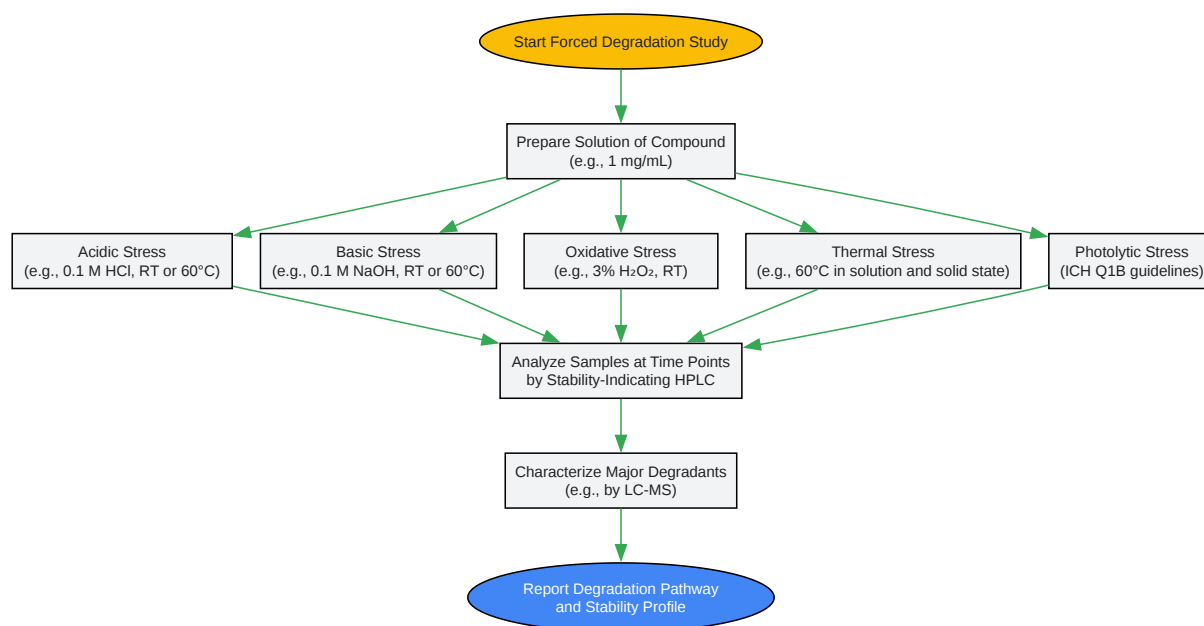 Start Forced Degradation Study
Prepare Solution of Compound
(e.g., 1 mg/mL)
Acidic Stress
(e.g., 0.1 M HCl, RT or 60°C)
Basic Stress
(e.g., 0.1 M NaOH, RT or 60°C)
Oxidative Stress
(e.g., 3% H₂O₂, RT)
Thermal Stress
(e.g., 60°C in solution and solid state)
Photolytic Stress
(ICH Q1B guidelines)
Analyze Samples at Time Points
by Stability-Indicating HPLC
Characterize Major Degradants
(e.g., by LC-MS)
Report Degradation Pathway
and Stability Profile